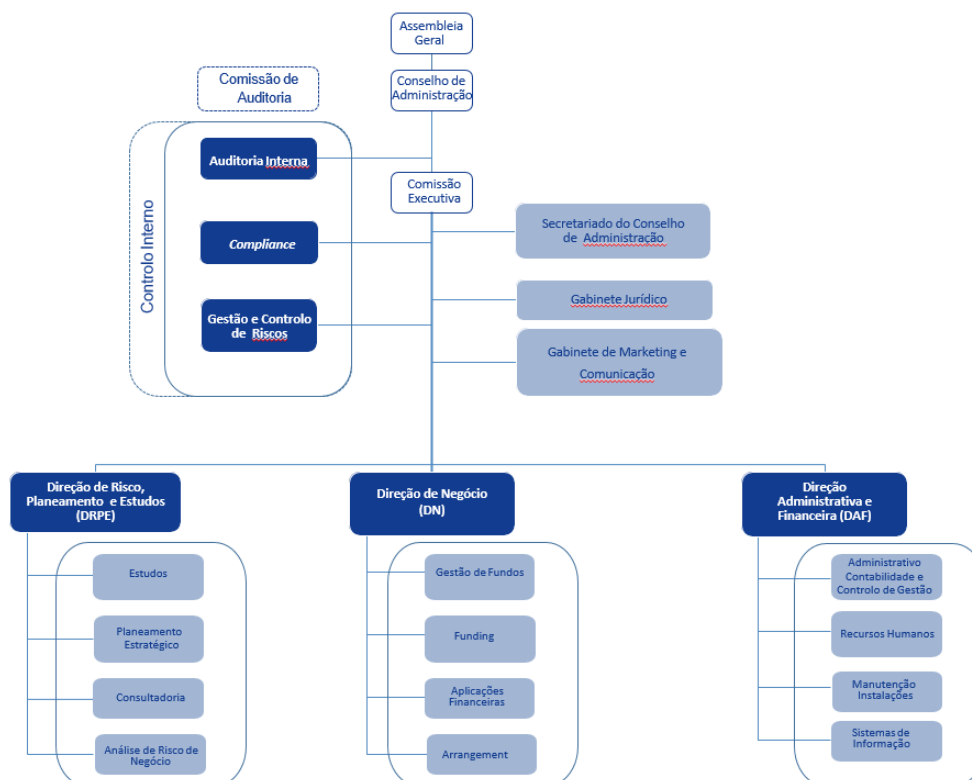 Assembleia
Geral
Conselho de
Administração
Comissão de
Auditoria
Controlo Interno
Auditoria Interna
Compliance
Gestão e Controlo
de Riscos
Comissão
Executiva
Secretariado do Conselho
de Administração
Gabinete Jurídico
Gabinete de Marketing e
Comunicação
Direção de Risco,
Planeamento e Estudos
(DRPE)
Estudos
Planeamento
Estratégico
Consultadoria
Análise de Risco de
Negócio
Direção de Negócio
(DN)
Gestão de Fundos
Funding
Aplicações
Financeiras
Arrangement
Direção
Administrativa e
Financeira (DAF)
Administrativo
Contabilidade e
Controlo de Gestão
Recursos Humanos
Manutenção
Instalações
Sistemas de
Informação